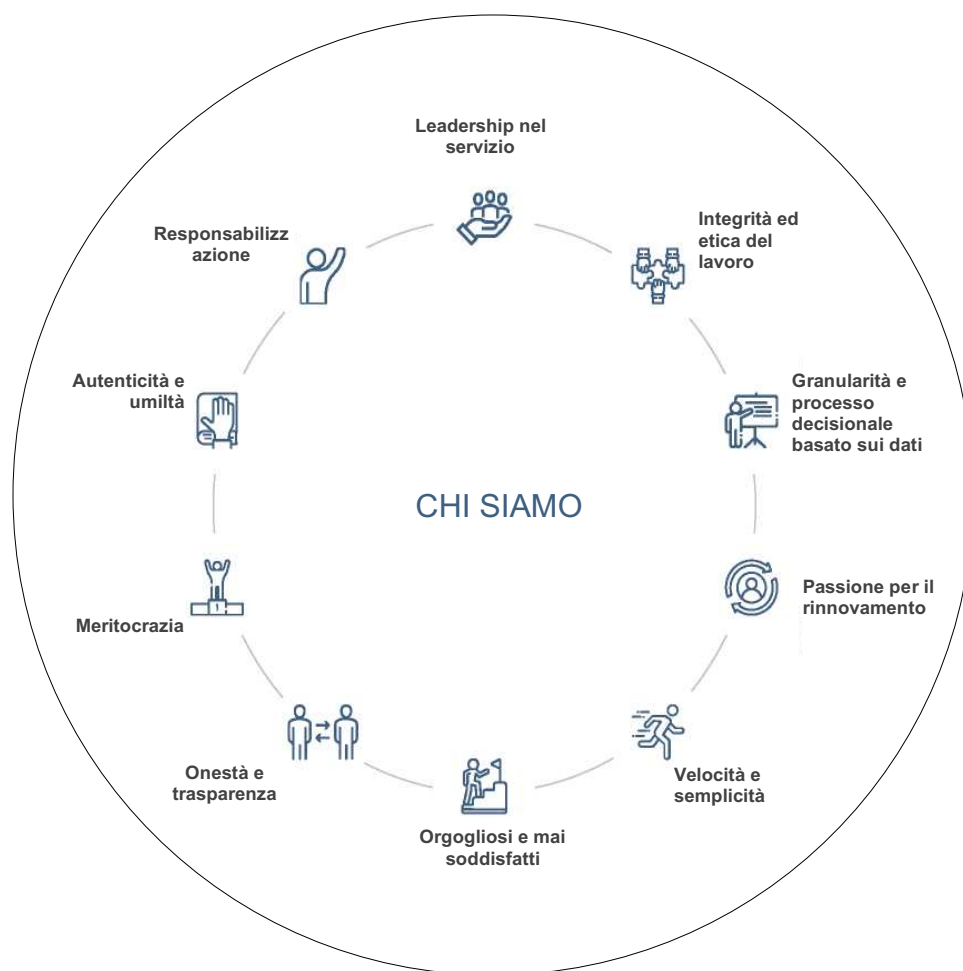 Leadership nel
servizio
Integrità ed
etica del
lavoro
Granularità e
processo
decisionale
basato sui dati
Passione per il
rinnovamento
Velocità e
semplicità
Orgogliosi e mai
soddisfatti
Onestà e
trasparenza
Meritocrazia
Autenticità e
umiltà
Responsabilizz
azione
CHI SIAMO